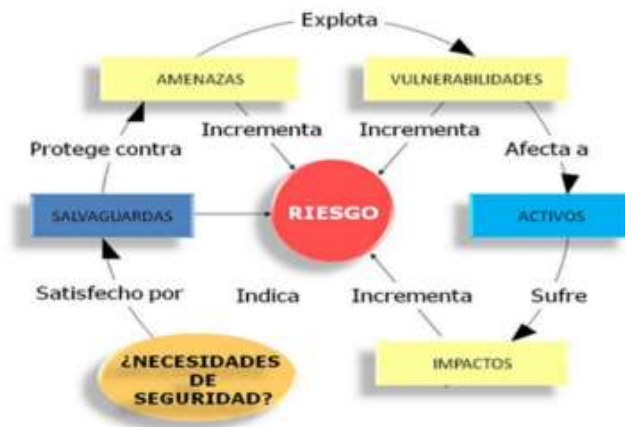 Explota
AMENAZAS
VULNERABILIDADES
Incrementa
Incrementa
Protege contra
Afecta a
SALVAGUARDAS
RIESGO
ACTIVOS
Satisfecho por
Indica
Incrementa
Sufre
¿NECESIDADES
DE
SEGURIDAD?
IMPACTOS